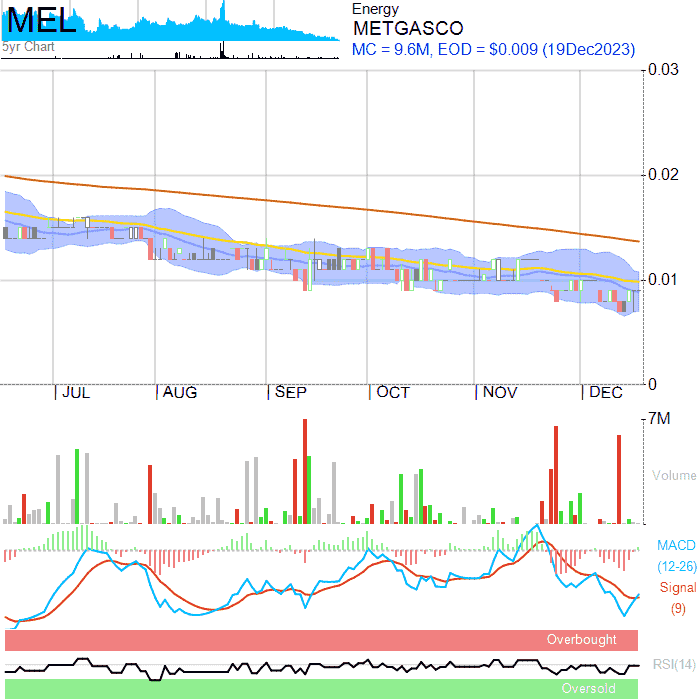 MEL
5yr Chart
Energy
METGASCO
MC = 9.6M, EOD = $0.009 (19Dec2023)
0.03
0.02
0.01
0
JUL AUG SEP OCT NOV DEC
7M
Volume
MACD
(12-26)
Signal
(9)
Overbought
RSI(14)
Oversold